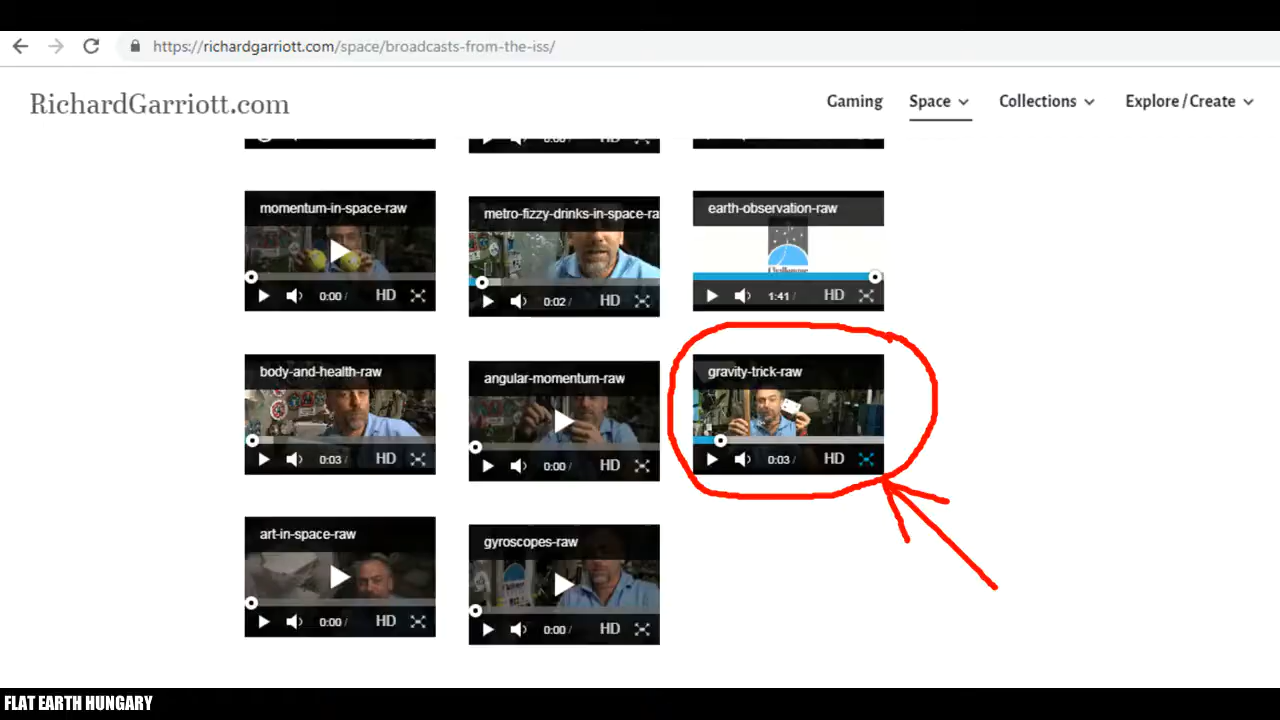 https://richardgarriott.com/space/broadcasts-from-the-iss/
RichardGarriott.com
Gaming Space Collections Explore / Create
momentum-in-space-raw metro-fizzy-drinks-in-space-ra earth-observation-raw
0:00 / HD 0:02 / HD 1:41 / HD
body-and-health-raw angular-momentum-raw gravity-trick-raw
0:03 / HD 0:00 / HD 0:03 / HD
art-in-space-raw gyroscopes-raw
0:00 / HD 0:00 / HD
FLAT EARTH HUNGARY